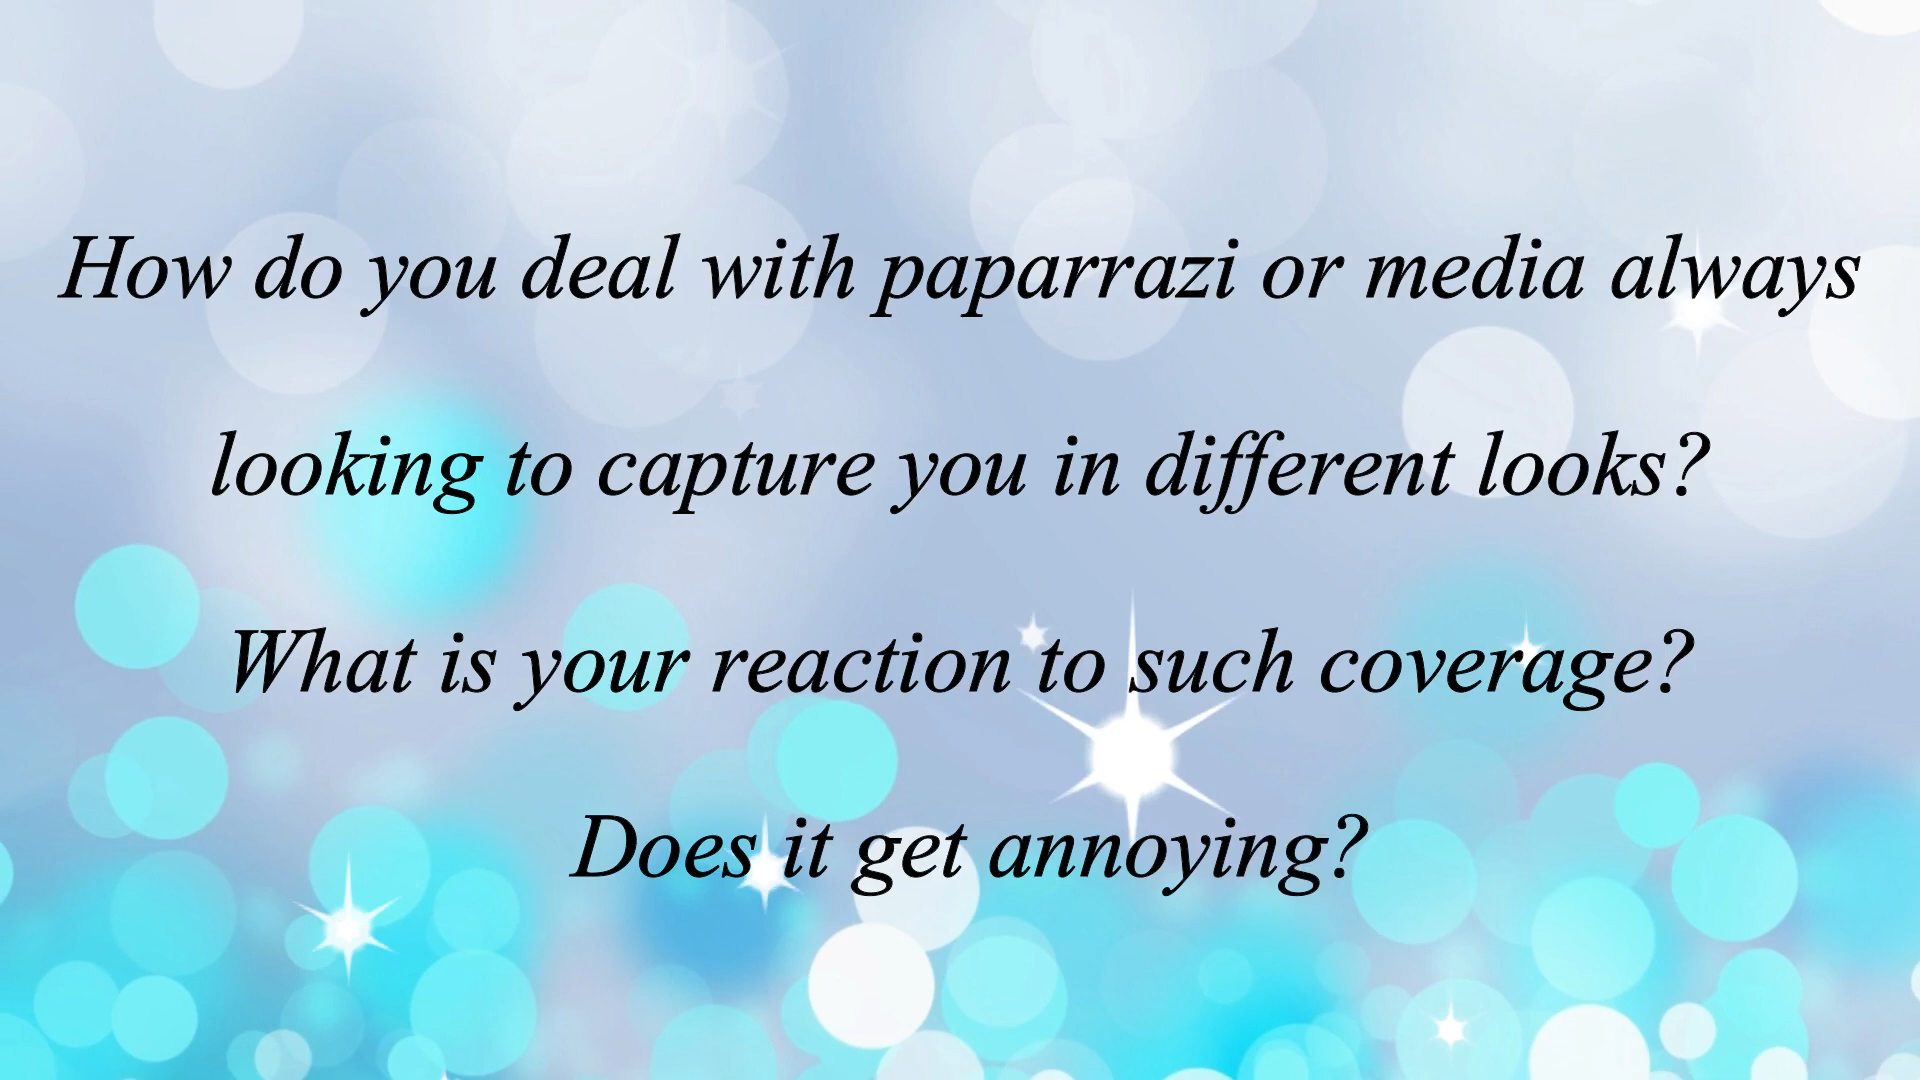 How do you deal with paparrazi or media always
looking to capture you in different looks?
What is your reaction to such coverage?
Does it get annoying?